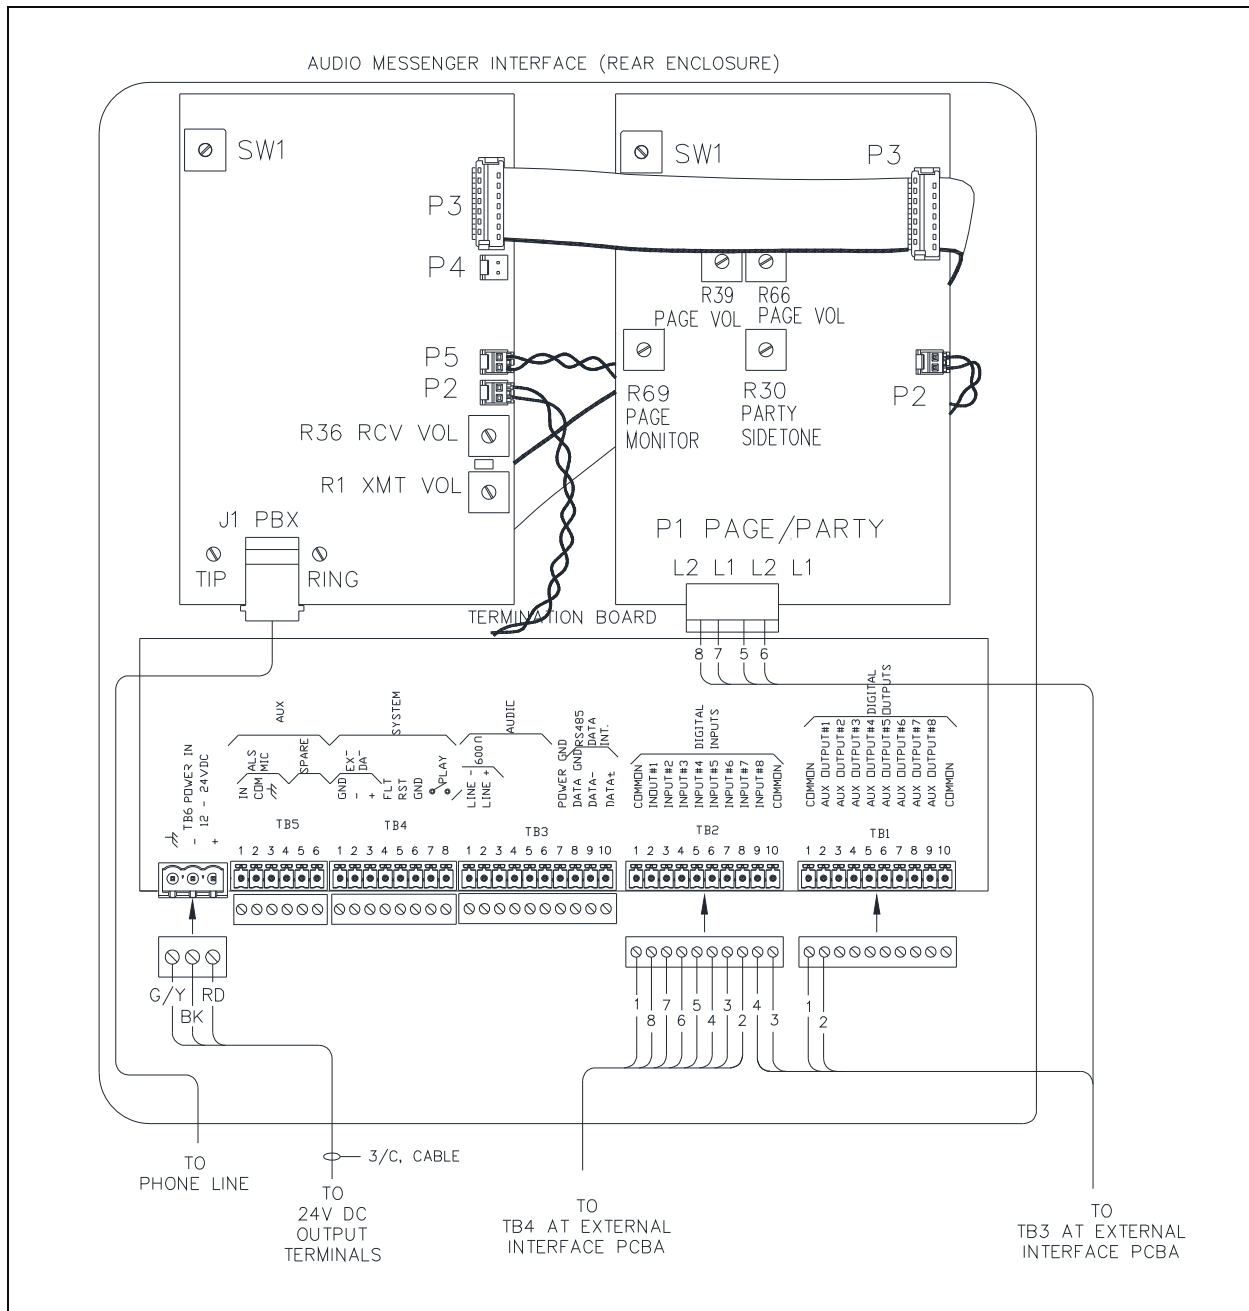 AUDIO MESSENGER INTERFACE (REAR ENCLOSURE)
SW1
SW1
P3
P3
P4
R39
PAGE VOL
R66
PAGE VOL
P5
P2
P2
R69
PAGE
MONITOR
R30
PARTY
SIDETONE
R36 RCV VOL
R1 XMT VOL
J1 PBX
TIP
RING
P1 PAGE/PARTY
L2 L1 L2 L1
TERMINATION BOARD
8 7 5 6
TB6 POWER IN
12 - 24VDC
-
+
AUX
ALS
MIC
SPARE
IN
COM
TB5
SYSTEM
EX-
DA-
GND
-
+
FLT
RST
GND
PLAY
TB4
AUDIC
600Ω
LINE -
LINE +
TB3
RS485
DATA
INT.
POWER GND
DATA GND
DATA-
DATA±
DIGITAL
INPUTS
COMMON
INOUT#1
INPUT#2
INPUT#3
INPUT#4
INPUT#5
INPUT#6
INPUT#7
INPUT#8
COMMON
TB2
DIGITAL
OUTPUTS
COMMON
AUX OUTPUT#1
AUX OUTPUT#2
AUX OUTPUT#3
AUX OUTPUT#4
AUX OUTPUT#5
AUX OUTPUT#6
AUX OUTPUT#7
AUX OUTPUT#8
COMMON
TB1
1 2 3 4 5 6
1 2 3 4 5 6 7 8
1 2 3 4 5 6 7 8 9 10
1 2 3 4 5 6 7 8 9 10
1 2 3 4 5 6 7 8 9 10
G/Y
BK
RD
1 8 7 6 5 4 3 2 4 3
1 2
3/C, CABLE
TO
PHONE LINE
TO
24V DC
OUTPUT
TERMINALS
TO
TB4 AT EXTERNAL
INTERFACE PCBA
TO
TB3 AT EXTERNAL
INTERFACE PCBA